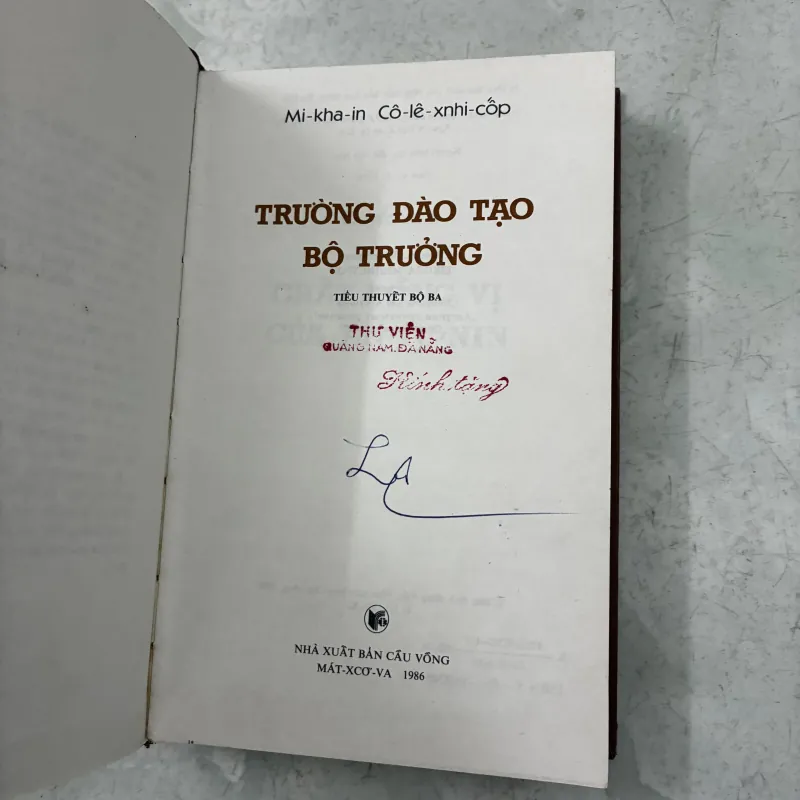 Mi-kha-in Cô-lê-xnhi-cốp
TRƯỜNG ĐÀO TẠO
BỘ TRƯỞNG
TIỂU THUYẾT BỘ BA
THƯ VIỆN
QUẢNG NAM.ĐÀ NẴNG
Kính tặng
LA
NHÀ XUẤT BẢN CẦU VỒNG
MÁT-XCƠ-VA 1986